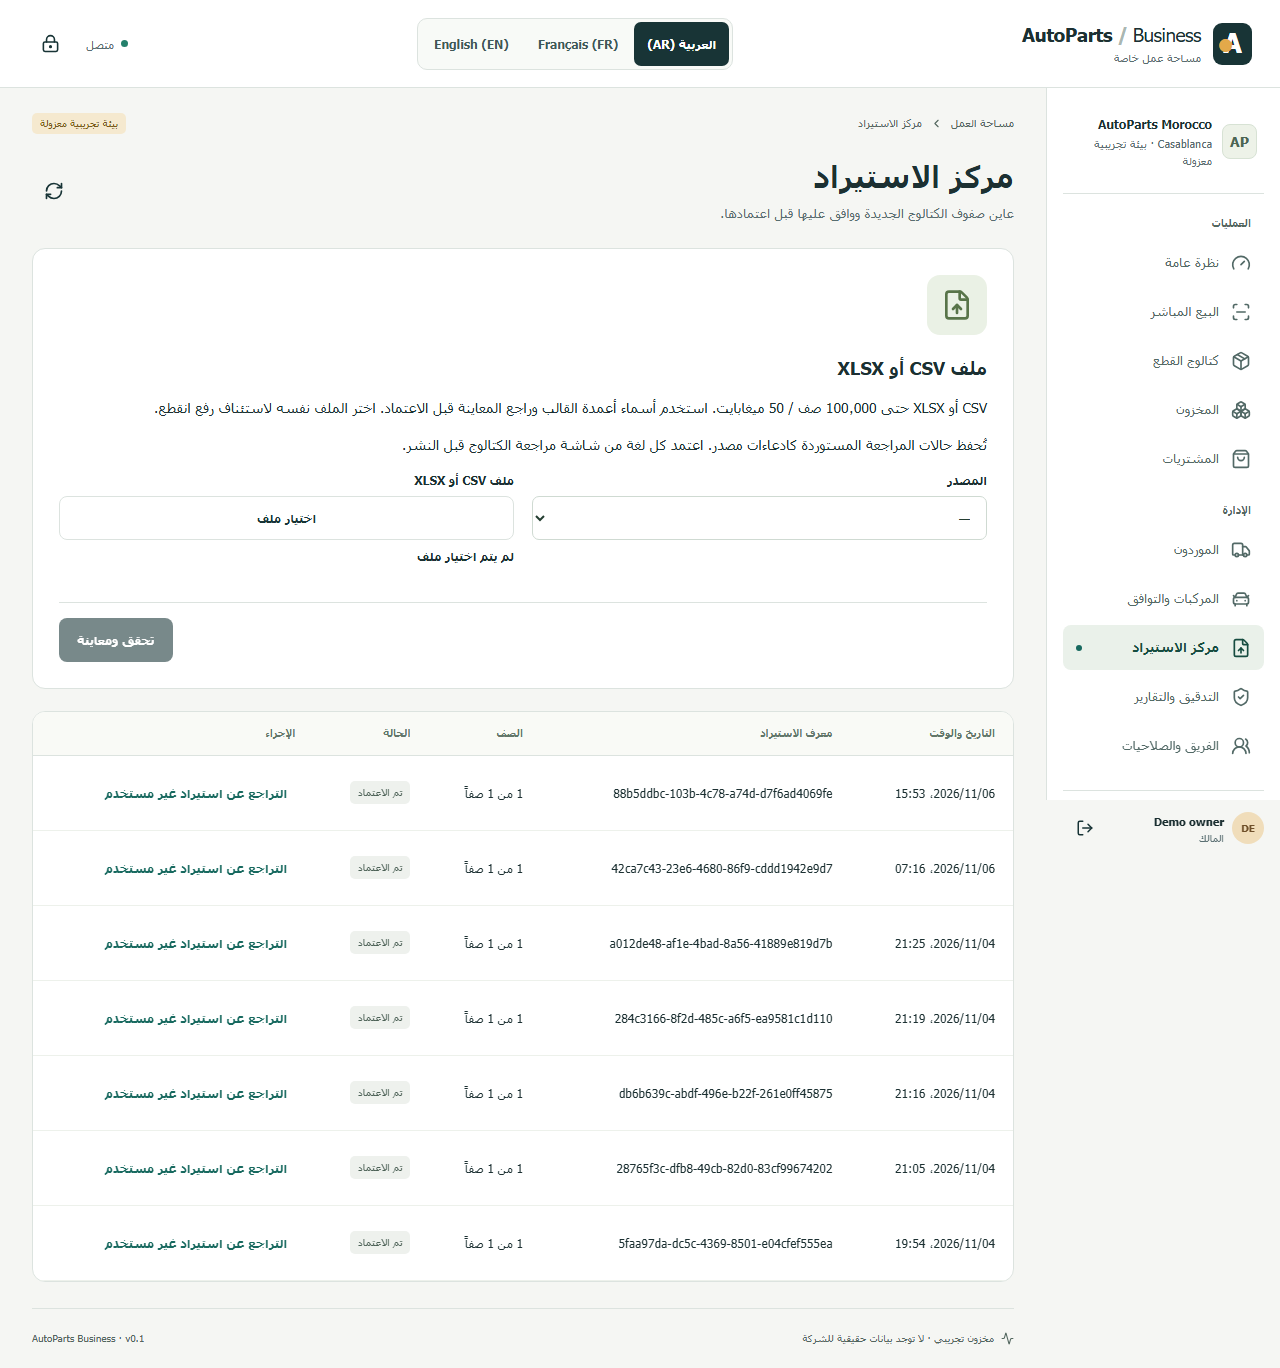 AutoParts / Business
مساحة عمل خاصة
العربية (AR)
Français (FR)
English (EN)
متصل
AP
AutoParts Morocco
Casablanca · بيئة تجريبية معزولة
العمليات
نظرة عامة
البيع المباشر
كتالوج القطع
المخزون
المشتريات
الإدارة
الموردون
المركبات والتوافق
مركز الاستيراد
التدقيق والتقارير
الفريق والصلاحيات
DE
Demo owner
المالك
مساحة العمل
مركز الاستيراد
بيئة تجريبية معزولة
مركز الاستيراد
عاين صفوف الكتالوج الجديدة ووافق عليها قبل اعتمادها.
ملف CSV أو XLSX
CSV أو XLSX حتى 100,000 صف / 50 ميغابايت. استخدم أسماء أعمدة القالب وراجع المعاينة قبل الاعتماد. اختر الملف نفسه لاستئناف رفع انقطع.
تُحفظ حالات المراجعة المستوردة كادعاءات مصدر. اعتمد كل لغة من شاشة مراجعة الكتالوج قبل النشر.
المصدر
—
ملف CSV أو XLSX
اختيار ملف
لم يتم اختيار ملف
تحقق ومعاينة
التاريخ والوقت معرف الاستيراد الصف الحالة الإجراء
2026/11/06، 15:53 88b5ddbc-103b-4c78-a74d-d7f6ad4069fe 1 من 1 صفاً تم الاعتماد التراجع عن استيراد غير مستخدم
2026/11/06، 07:16 42ca7c43-23e6-4680-86f9-cddd1942e9d7 1 من 1 صفاً تم الاعتماد التراجع عن استيراد غير مستخدم
2026/11/04، 21:25 a012de48-af1e-4bad-8a56-41889e819d7b 1 من 1 صفاً تم الاعتماد التراجع عن استيراد غير مستخدم
2026/11/04، 21:19 284c3166-8f2d-485c-a6f5-ea9581c1d110 1 من 1 صفاً تم الاعتماد التراجع عن استيراد غير مستخدم
2026/11/04، 21:16 db6b639c-abdf-496e-b22f-261e0ff45875 1 من 1 صفاً تم الاعتماد التراجع عن استيراد غير مستخدم
2026/11/04، 21:05 28765f3c-dfb8-49cb-82d0-83cf99674202 1 من 1 صفاً تم الاعتماد التراجع عن استيراد غير مستخدم
2026/11/04، 19:54 5faa97da-dc5c-4369-8501-e04cfef555ea 1 من 1 صفاً تم الاعتماد التراجع عن استيراد غير مستخدم
مخزون تجريبي · لا توجد بيانات حقيقية للشركة
AutoParts Business · v0.1